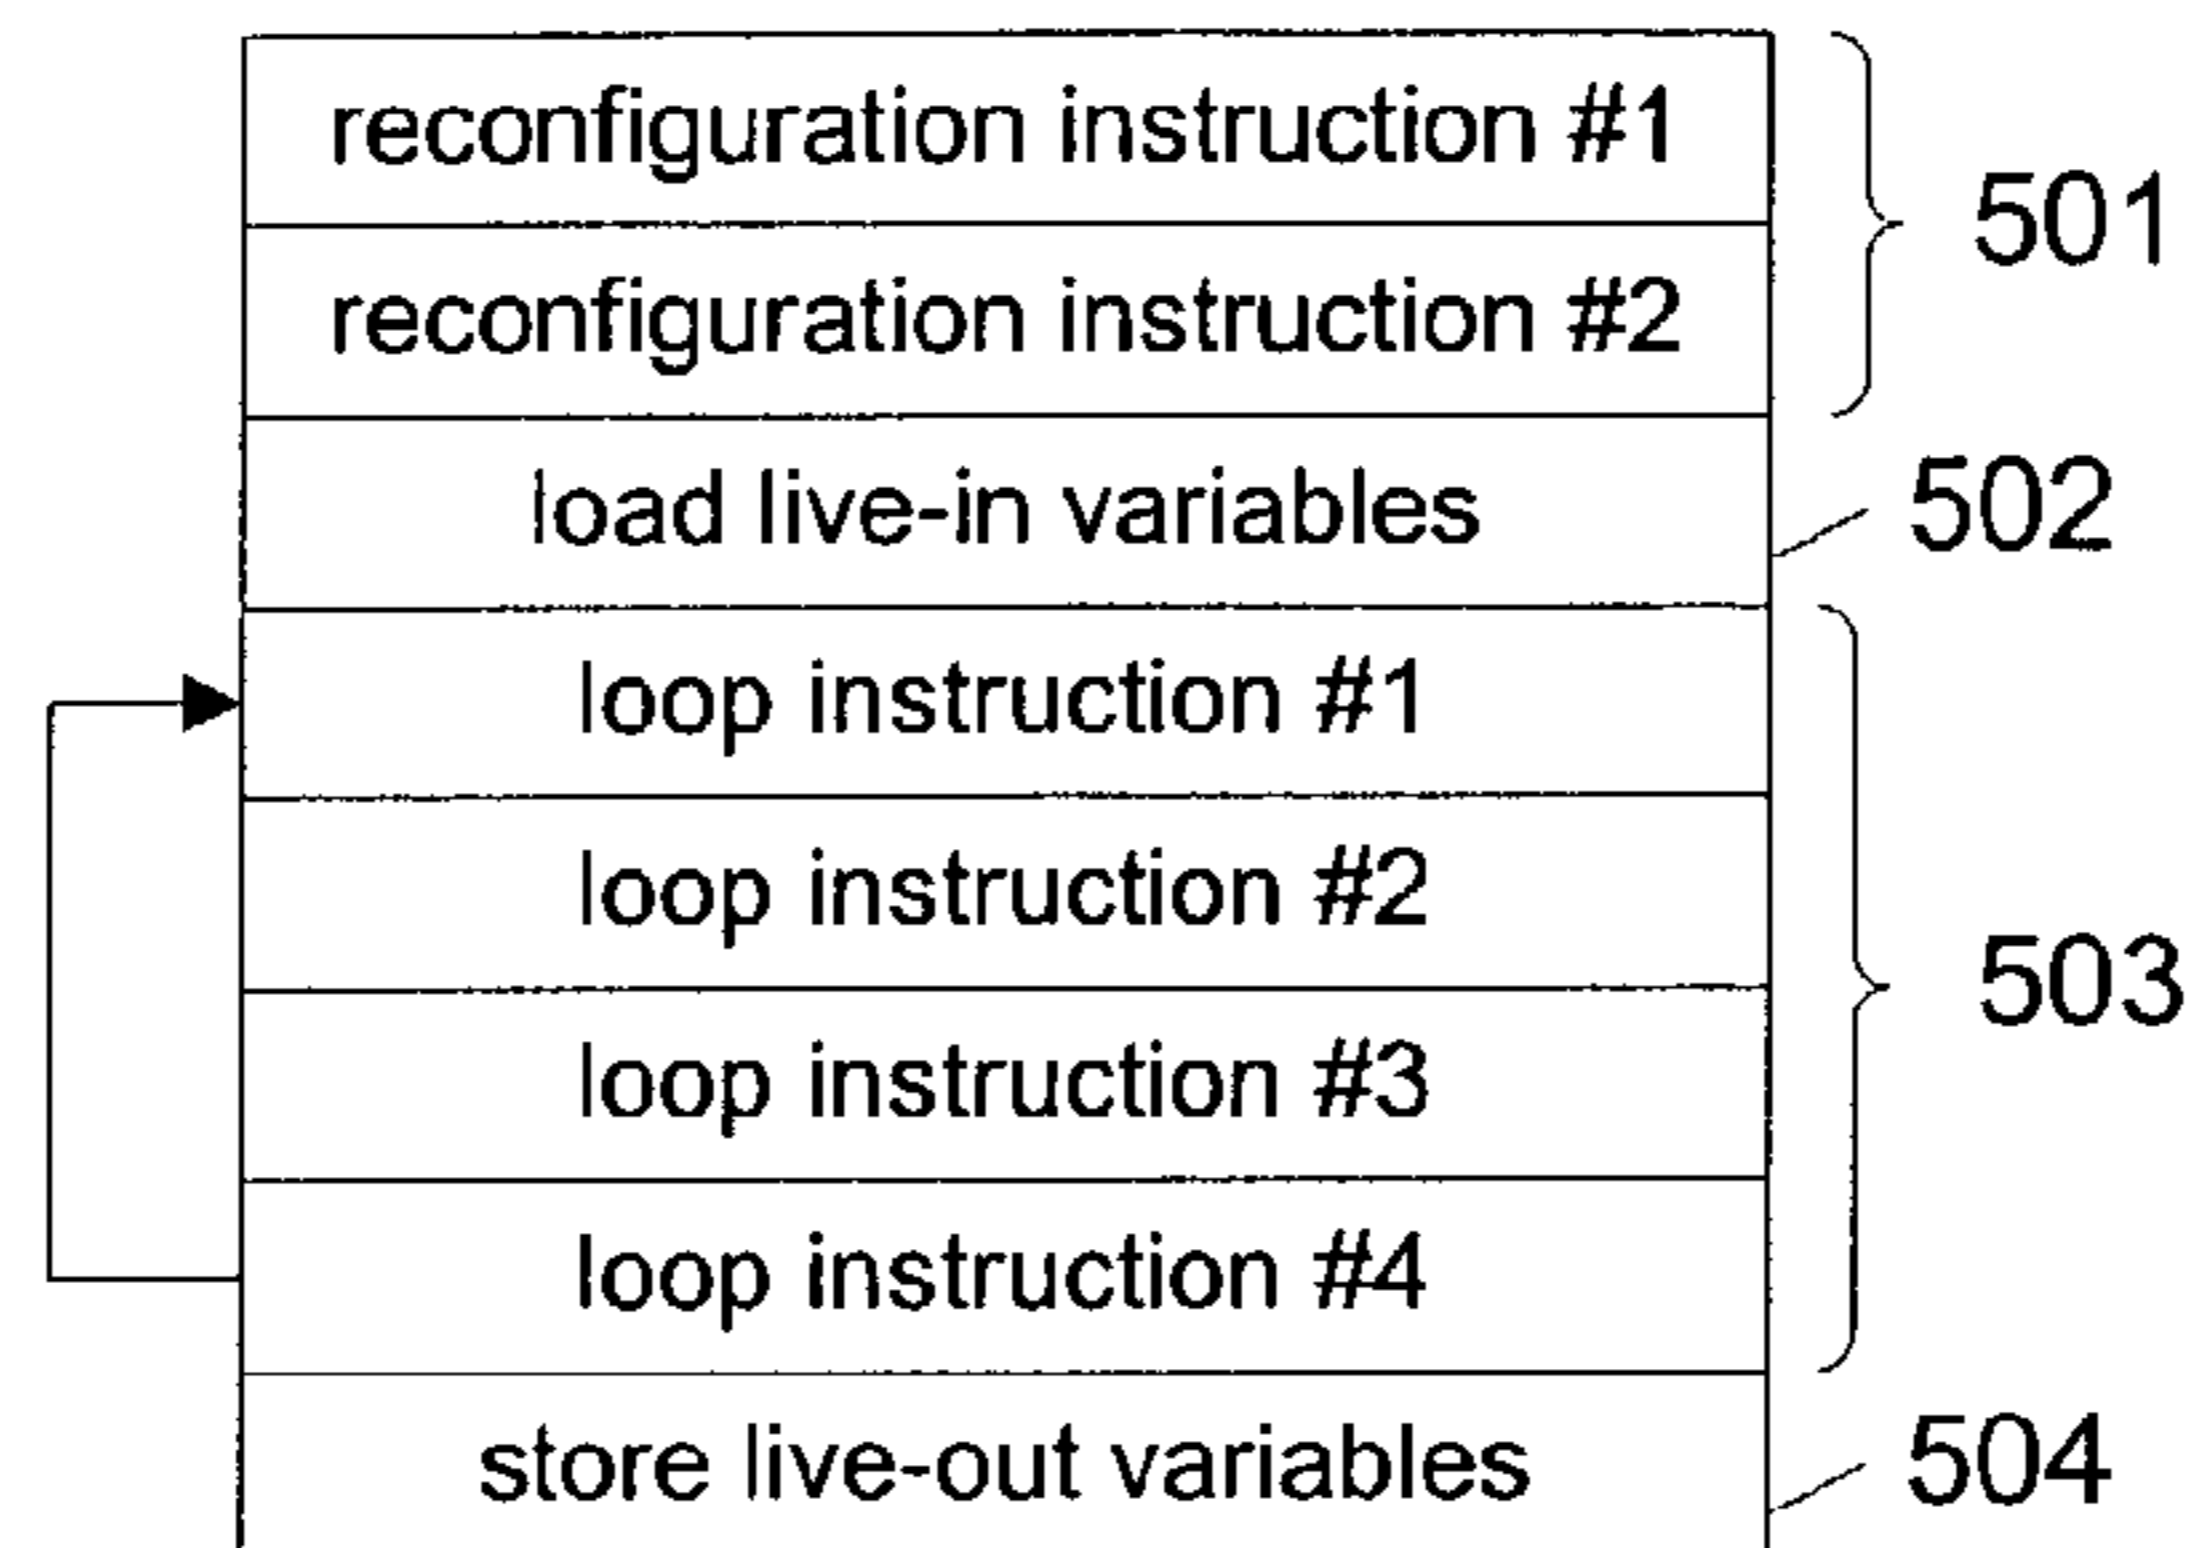 reconfiguration instruction #1
501
reconfiguration instruction #2
load live-in variables
502
loop instruction #1
loop instruction #2
503
loop instruction #3
loop instruction #4
store live-out variables
504